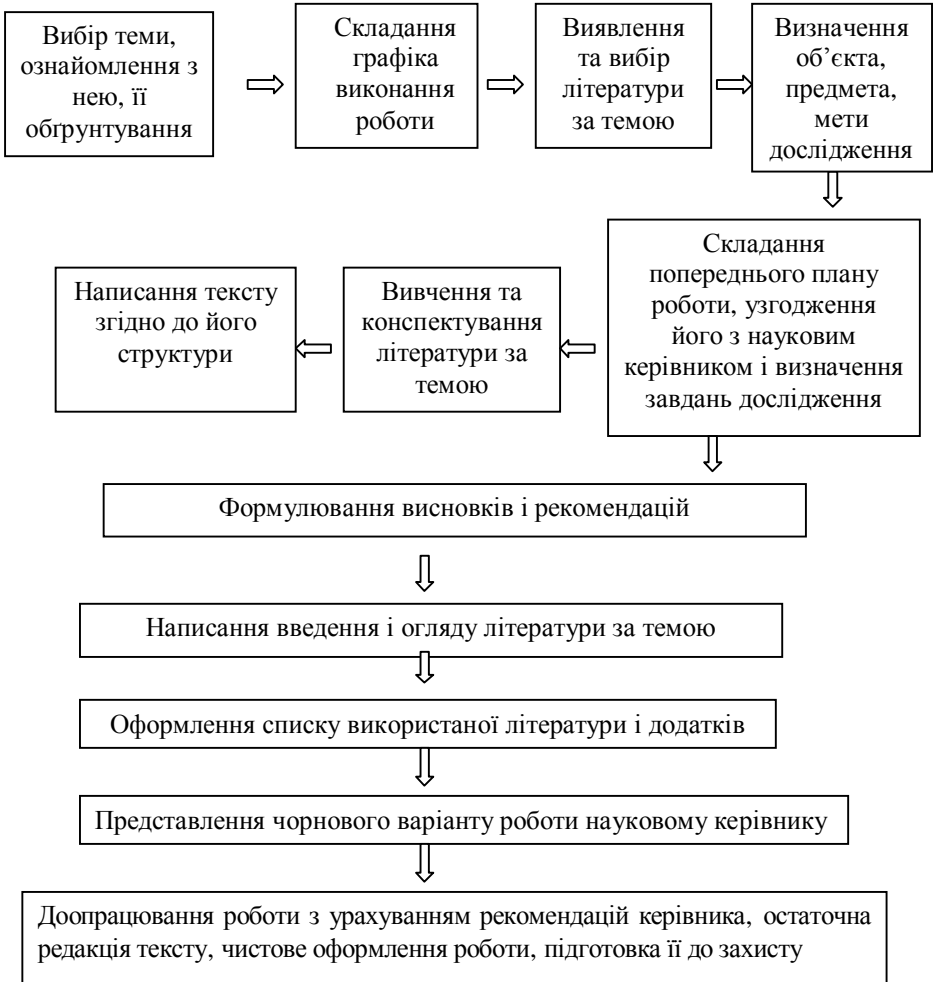 Вибір теми,
ознайомлення з
нею, її
обґрунтування
Складання
графіка
виконання
роботи
Виявлення
та вибір
літератури
за темою
Визначення
об’єкта,
предмета,
мети
дослідження
Складання
попереднього плану
роботи, узгодження
його з науковим
керівником і визначення
завдань дослідження
Вивчення та
конспектування
літератури за
темою
Написання тексту
згідно до його
структури
Формулювання висновків і рекомендацій
Написання введення і огляду літератури за темою
Оформлення списку використаної літератури і додатків
Представлення чорнового варіанту роботи науковому керівнику
Доопрацювання роботи з урахуванням рекомендацій керівника, остаточна
редакція тексту, чистове оформлення роботи, підготовка її до захисту